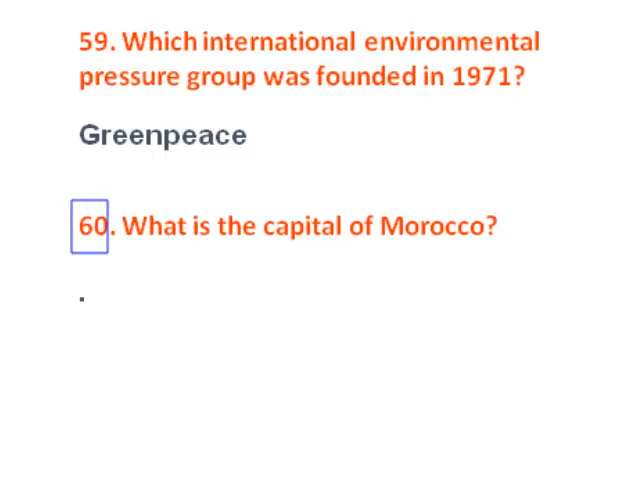 59. Which international environmental
pressure group was founded in 1971?
Greenpeace
60. What is the capital of Morocco?
.